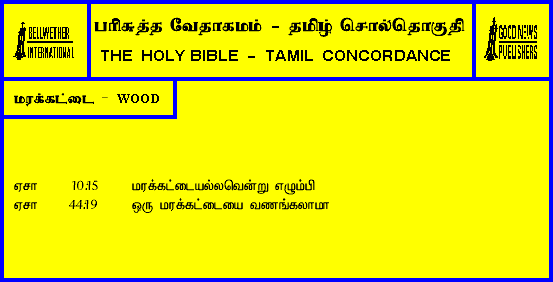 BELLWETHER
INTERNATIONAL
பரிசுத்த வேதாகமம் - தமிழ் சொல்தொகுதி
THE HOLY BIBLE - TAMIL CONCORDANCE
GOOD NEWS
PUBLISHERS
மரக்கட்டை - WOOD
ஏசா 10:15 மரக்கட்டையல்லவென்று எழும்பி
ஏசா 44:19 ஒரு மரக்கட்டையை வணங்கலாமா